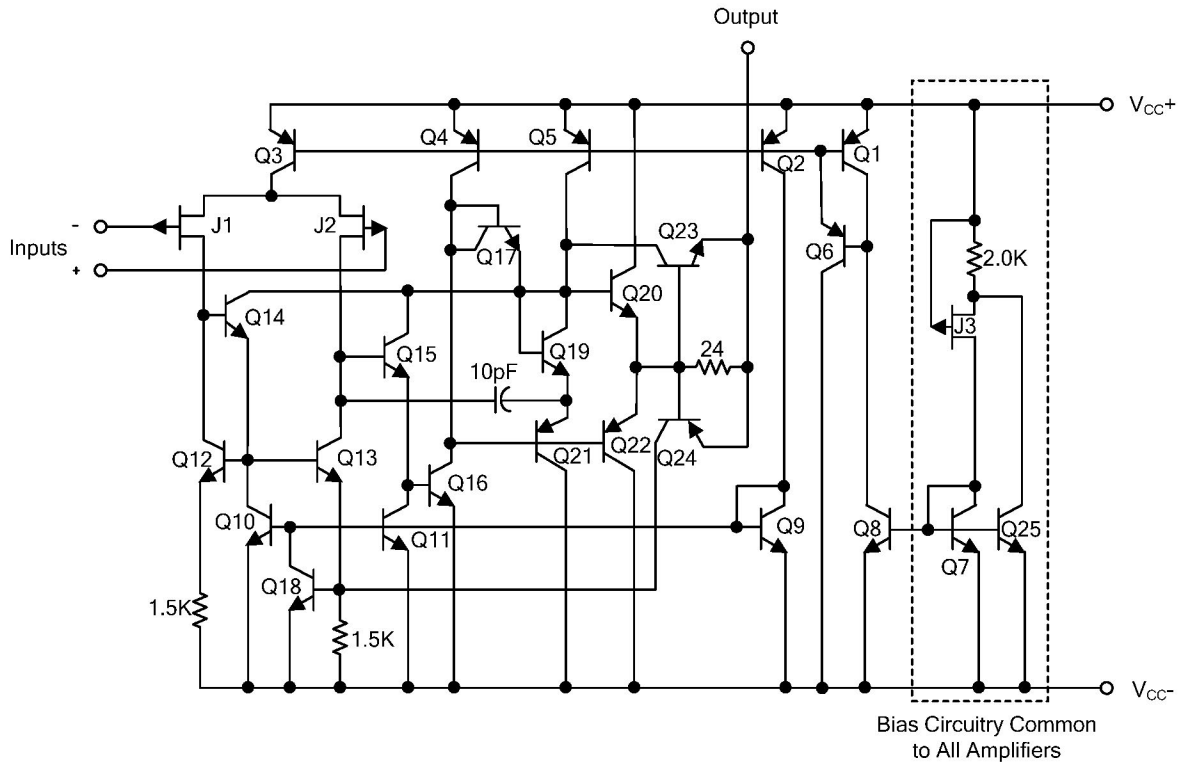 Output
V_CC+
Q3
Q4
Q5
Q2
Q1
-
J1
J2
Inputs
+
Q17
Q23
Q6
2.0K
J3
Q14
Q20
Q15
Q19
24
10pF
Q12
Q13
Q16
Q21
Q22
Q24
Q10
Q11
Q9
Q8
Q7
Q25
Q18
1.5K
1.5K
V_CC-
Bias Circuitry Common
to All Amplifiers